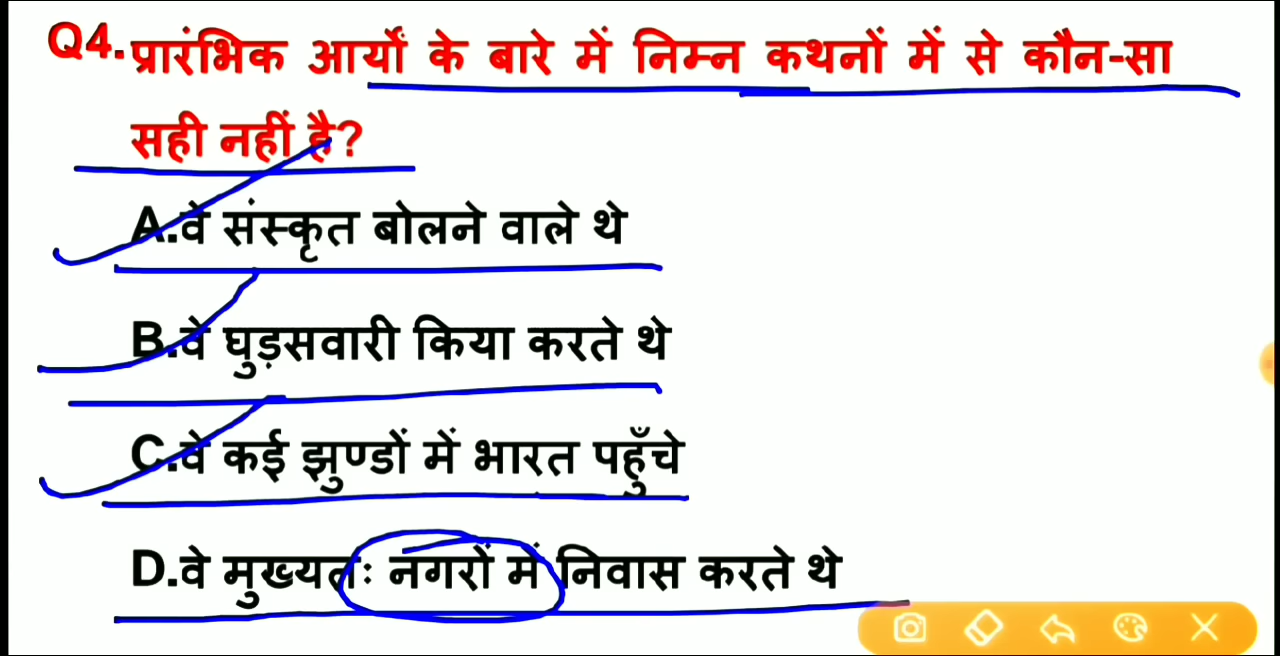 Q4.प्रारंभिक आर्यों के बारे में निम्न कथनों में से कौन-सा
सही नहीं है?
A.वे संस्कृत बोलने वाले थे
B.वे घुड़सवारी किया करते थे
C.वे कई झुण्डों में भारत पहुँचे
D.वे मुख्यतः नगरों में निवास करते थे